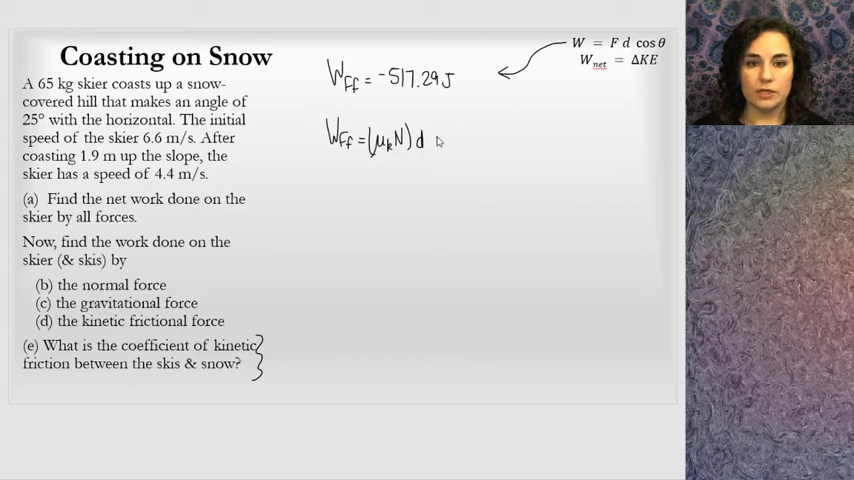 Coasting on Snow
A 65 kg skier coasts up a snow-
covered hill that makes an angle of
25° with the horizontal. The initial
speed of the skier 6.6 m/s. After
coasting 1.9 m up the slope, the
skier has a speed of 4.4 m/s.
(a) Find the net work done on the
skier by all forces.
Now, find the work done on the
skier (& skis) by
(b) the normal force
(c) the gravitational force
(d) the kinetic frictional force
(e) What is the coefficient of kinetic
friction between the skis & snow?
W_Ff = -517.29 J
W_Ff = (μ_k N) d
W = F d cos θ
W_net = ΔKE